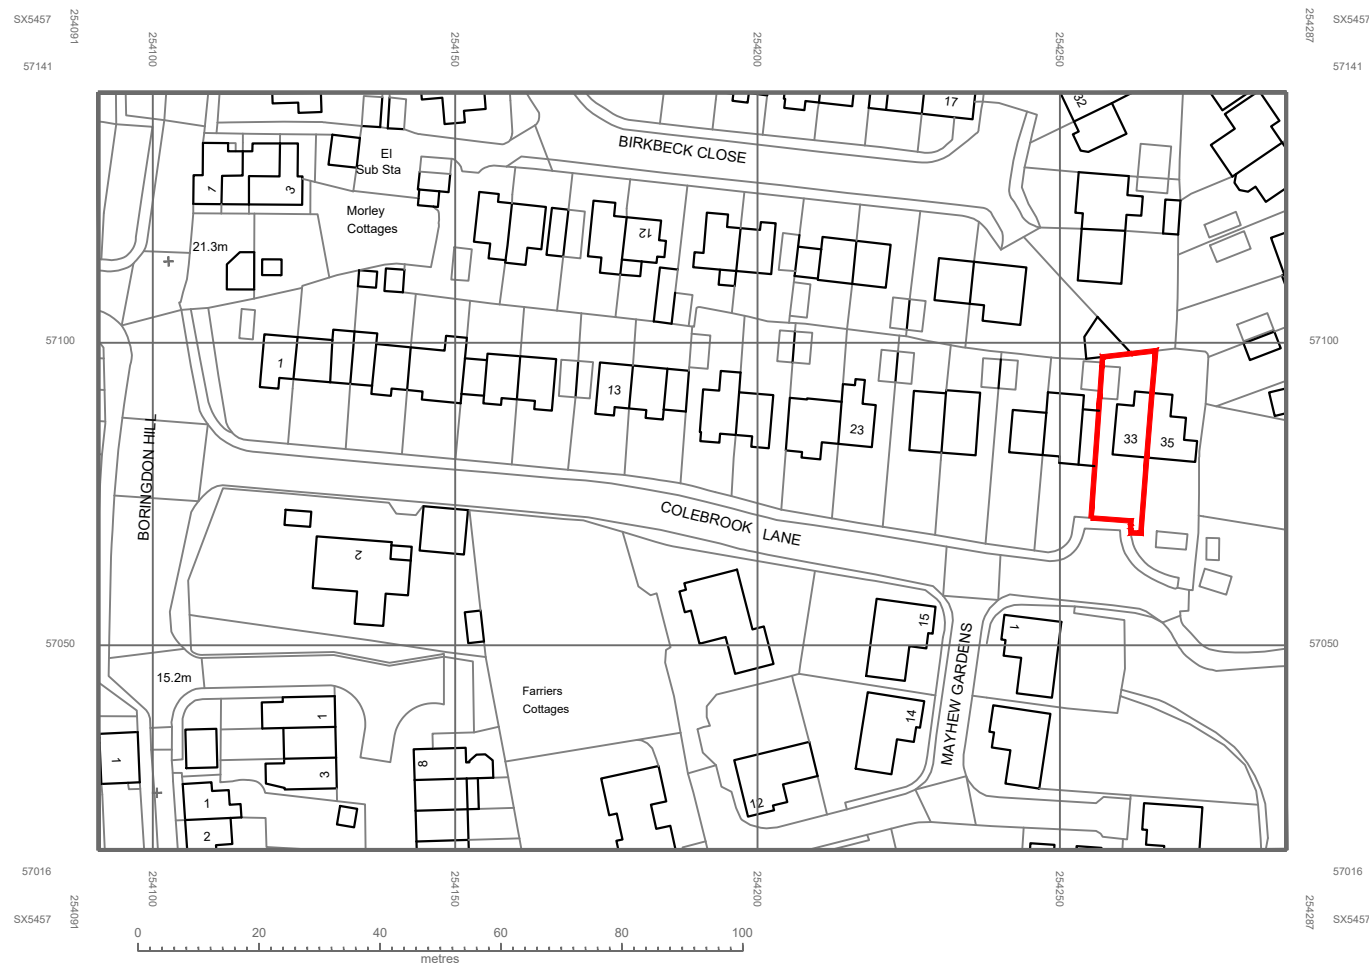 SX5457
254091
254100
254150
254200
254250
254287
SX5457
57141
57141
17
32
BIRKBECK CLOSE
El
Sub Sta
1
3
Morley
Cottages
12
21.3m
57100
57100
1
13
23
33
35
BORINGDON HILL
COLEBROOK LANE
2
15
1
57050
57050
MAYHEW GARDENS
15.2m
Farriers
Cottages
1
14
1
3
8
1
2
12
57016
57016
SX5457
254091
254100
254150
254200
254250
254287
SX5457
0 20 40 60 80 100
metres